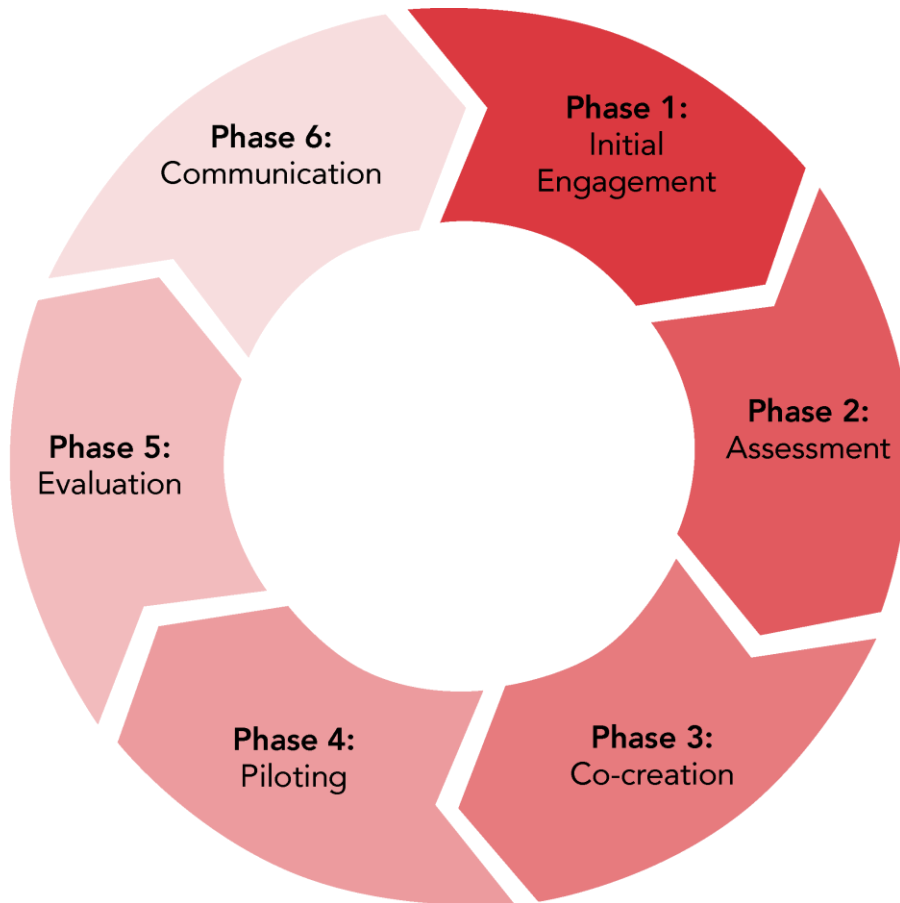 Phase 1:
Initial
Engagement
Phase 2:
Assessment
Phase 3:
Co-creation
Phase 4:
Piloting
Phase 5:
Evaluation
Phase 6:
Communication